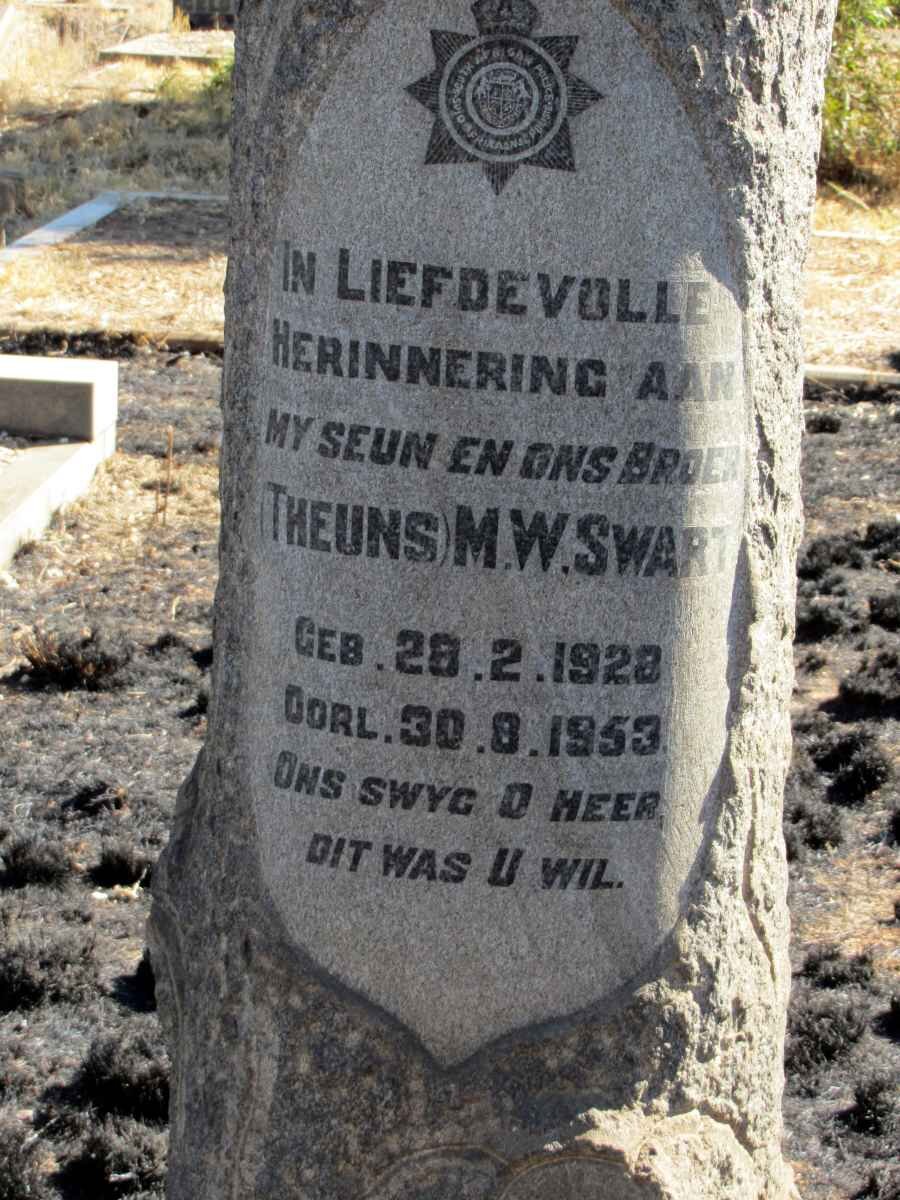 IN LIEFDEVOLLE
HERINNERING AAN
MY SEUN EN ONS BROER
(THEUNS) M.W. SWART
GEB. 28.2.1928
OORL. 30.8.1953.
ONS SWYG O HEER,
DIT WAS U WIL.